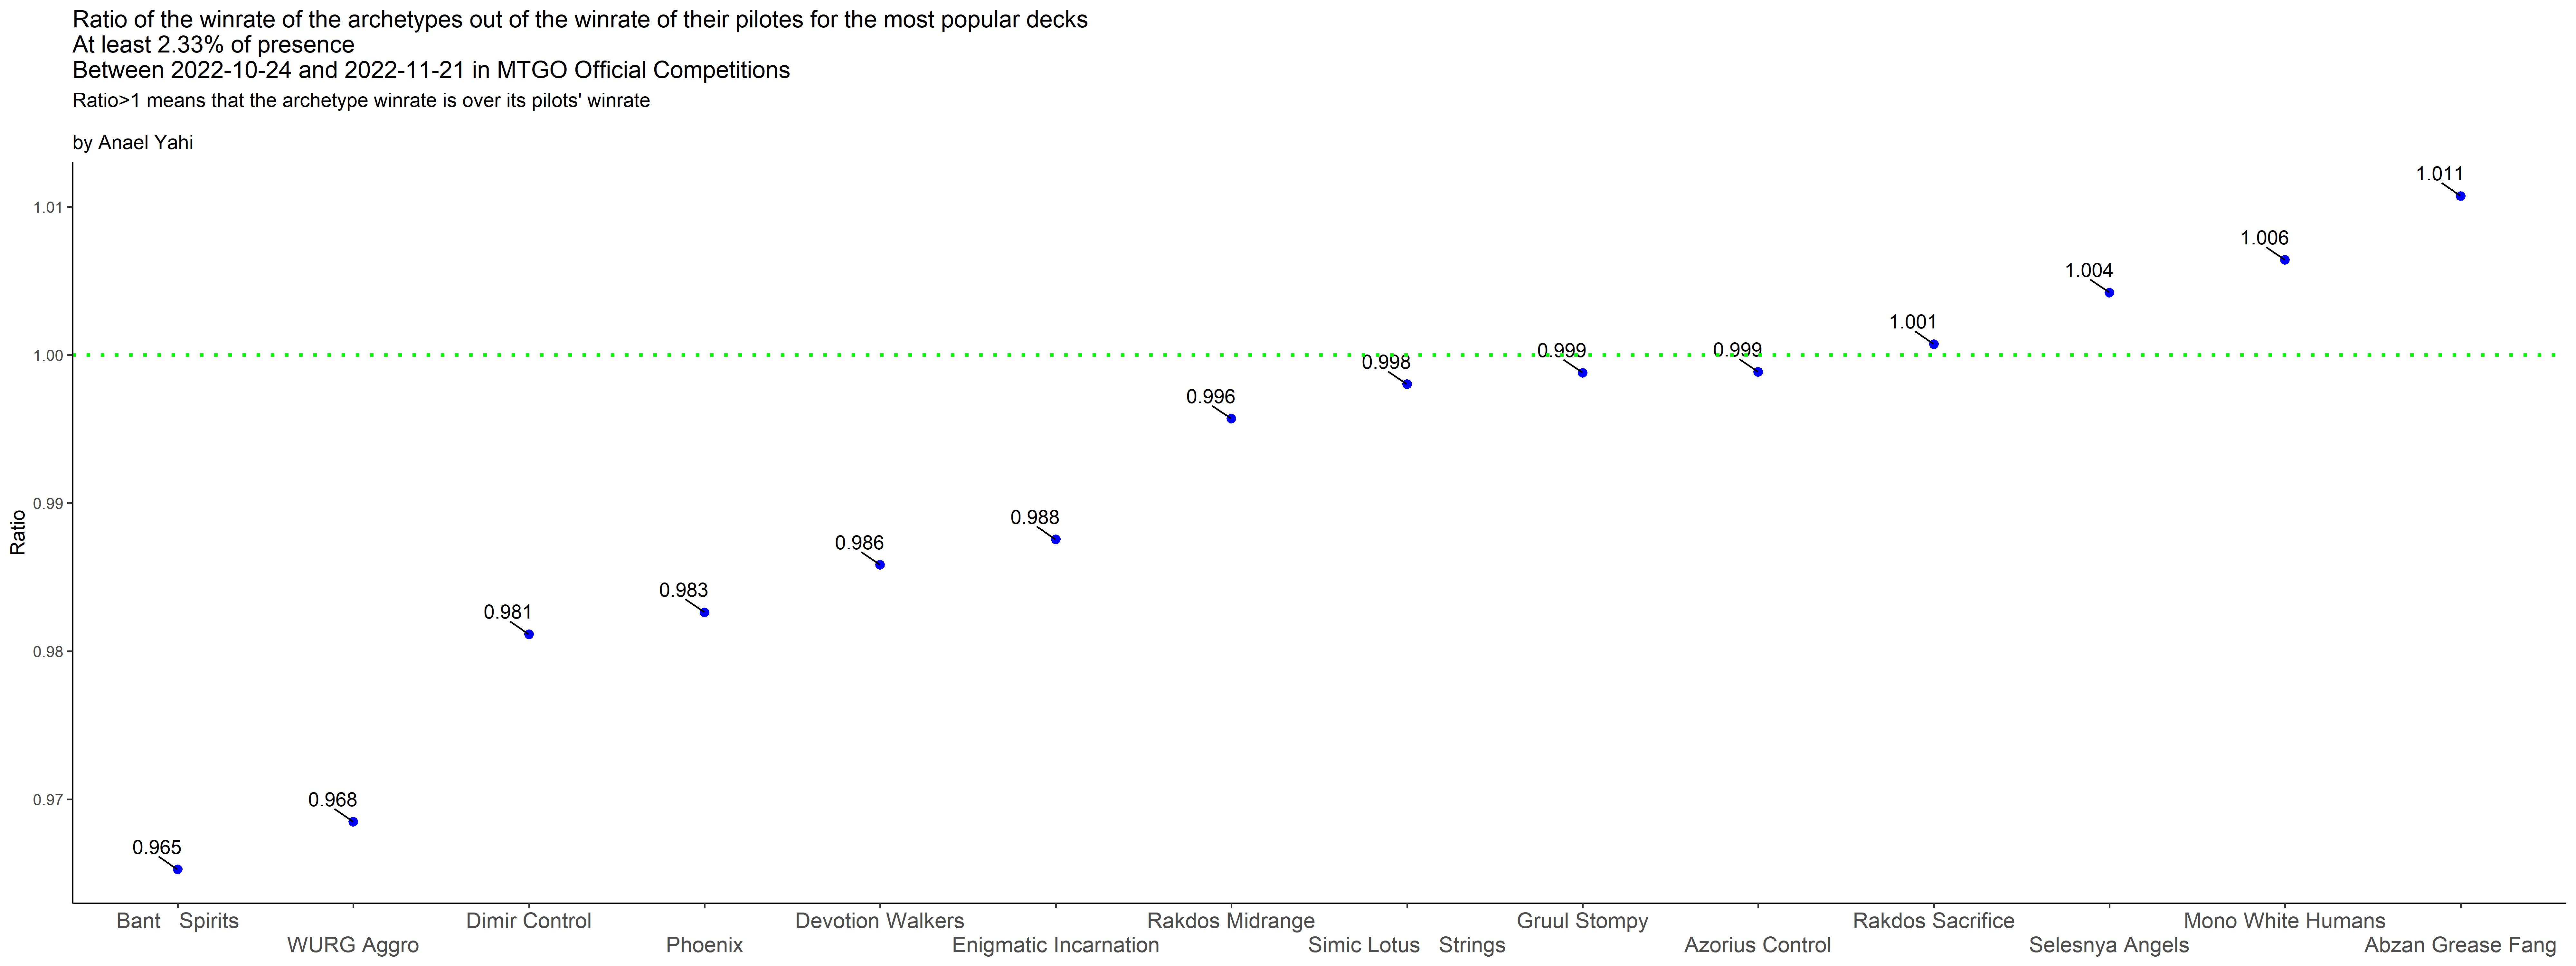 Ratio of the winrate of the archetypes out of the winrate of their pilotes for the most popular decks
At least 2.33% of presence
Between 2022-10-24 and 2022-11-21 in MTGO Official Competitions
Ratio>1 means that the archetype winrate is over its pilots' winrate
by Anael Yahi
1.011
1.01
1.006
1.004
1.001
1.00
0.999
0.999
0.998
0.996
0.99
0.988
0.986
0.983
0.981
0.98
0.97
0.968
0.965
Ratio
Bant   Spirits
Dimir Control
Devotion Walkers
Rakdos Midrange
Gruul Stompy
Rakdos Sacrifice
Mono White Humans
WURG Aggro
Phoenix
Enigmatic Incarnation
Simic Lotus   Strings
Azorius Control
Selesnya Angels
Abzan Grease Fang